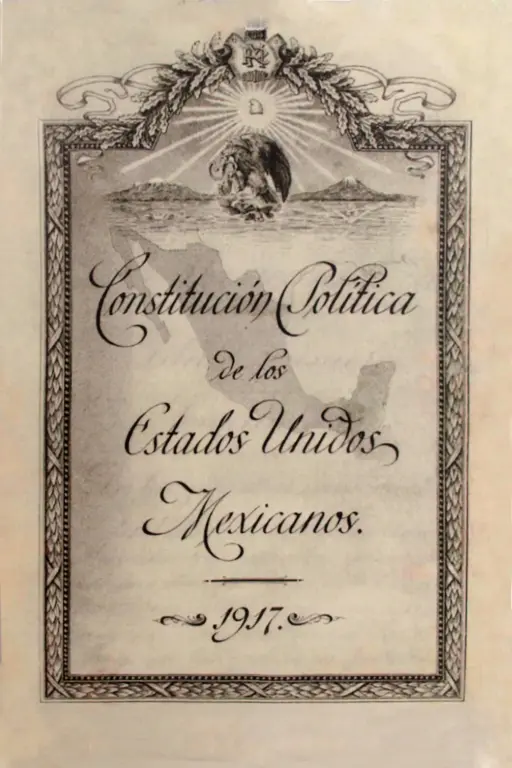 Constitución Política
de los
Estados Unidos
Mexicanos.
1917.